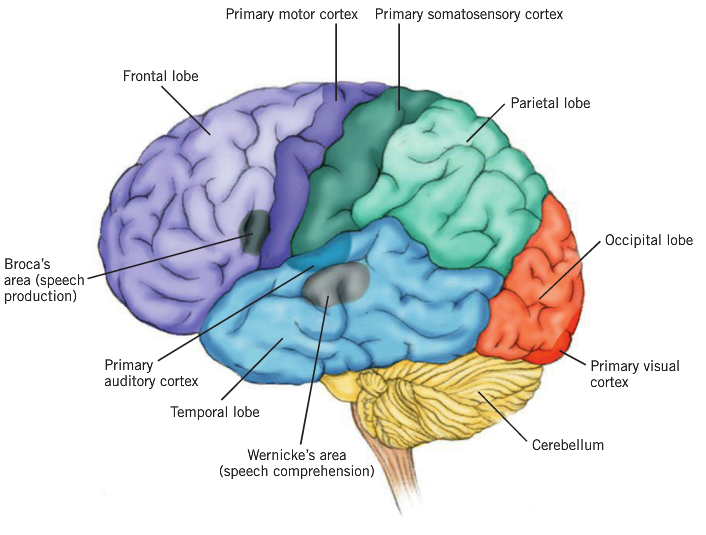 Primary motor cortex
Primary somatosensory cortex
Frontal lobe
Parietal lobe
Occipital lobe
Broca's
area (speech
production)
Primary
auditory cortex
Primary visual
cortex
Temporal lobe
Cerebellum
Wernicke's area
(speech comprehension)